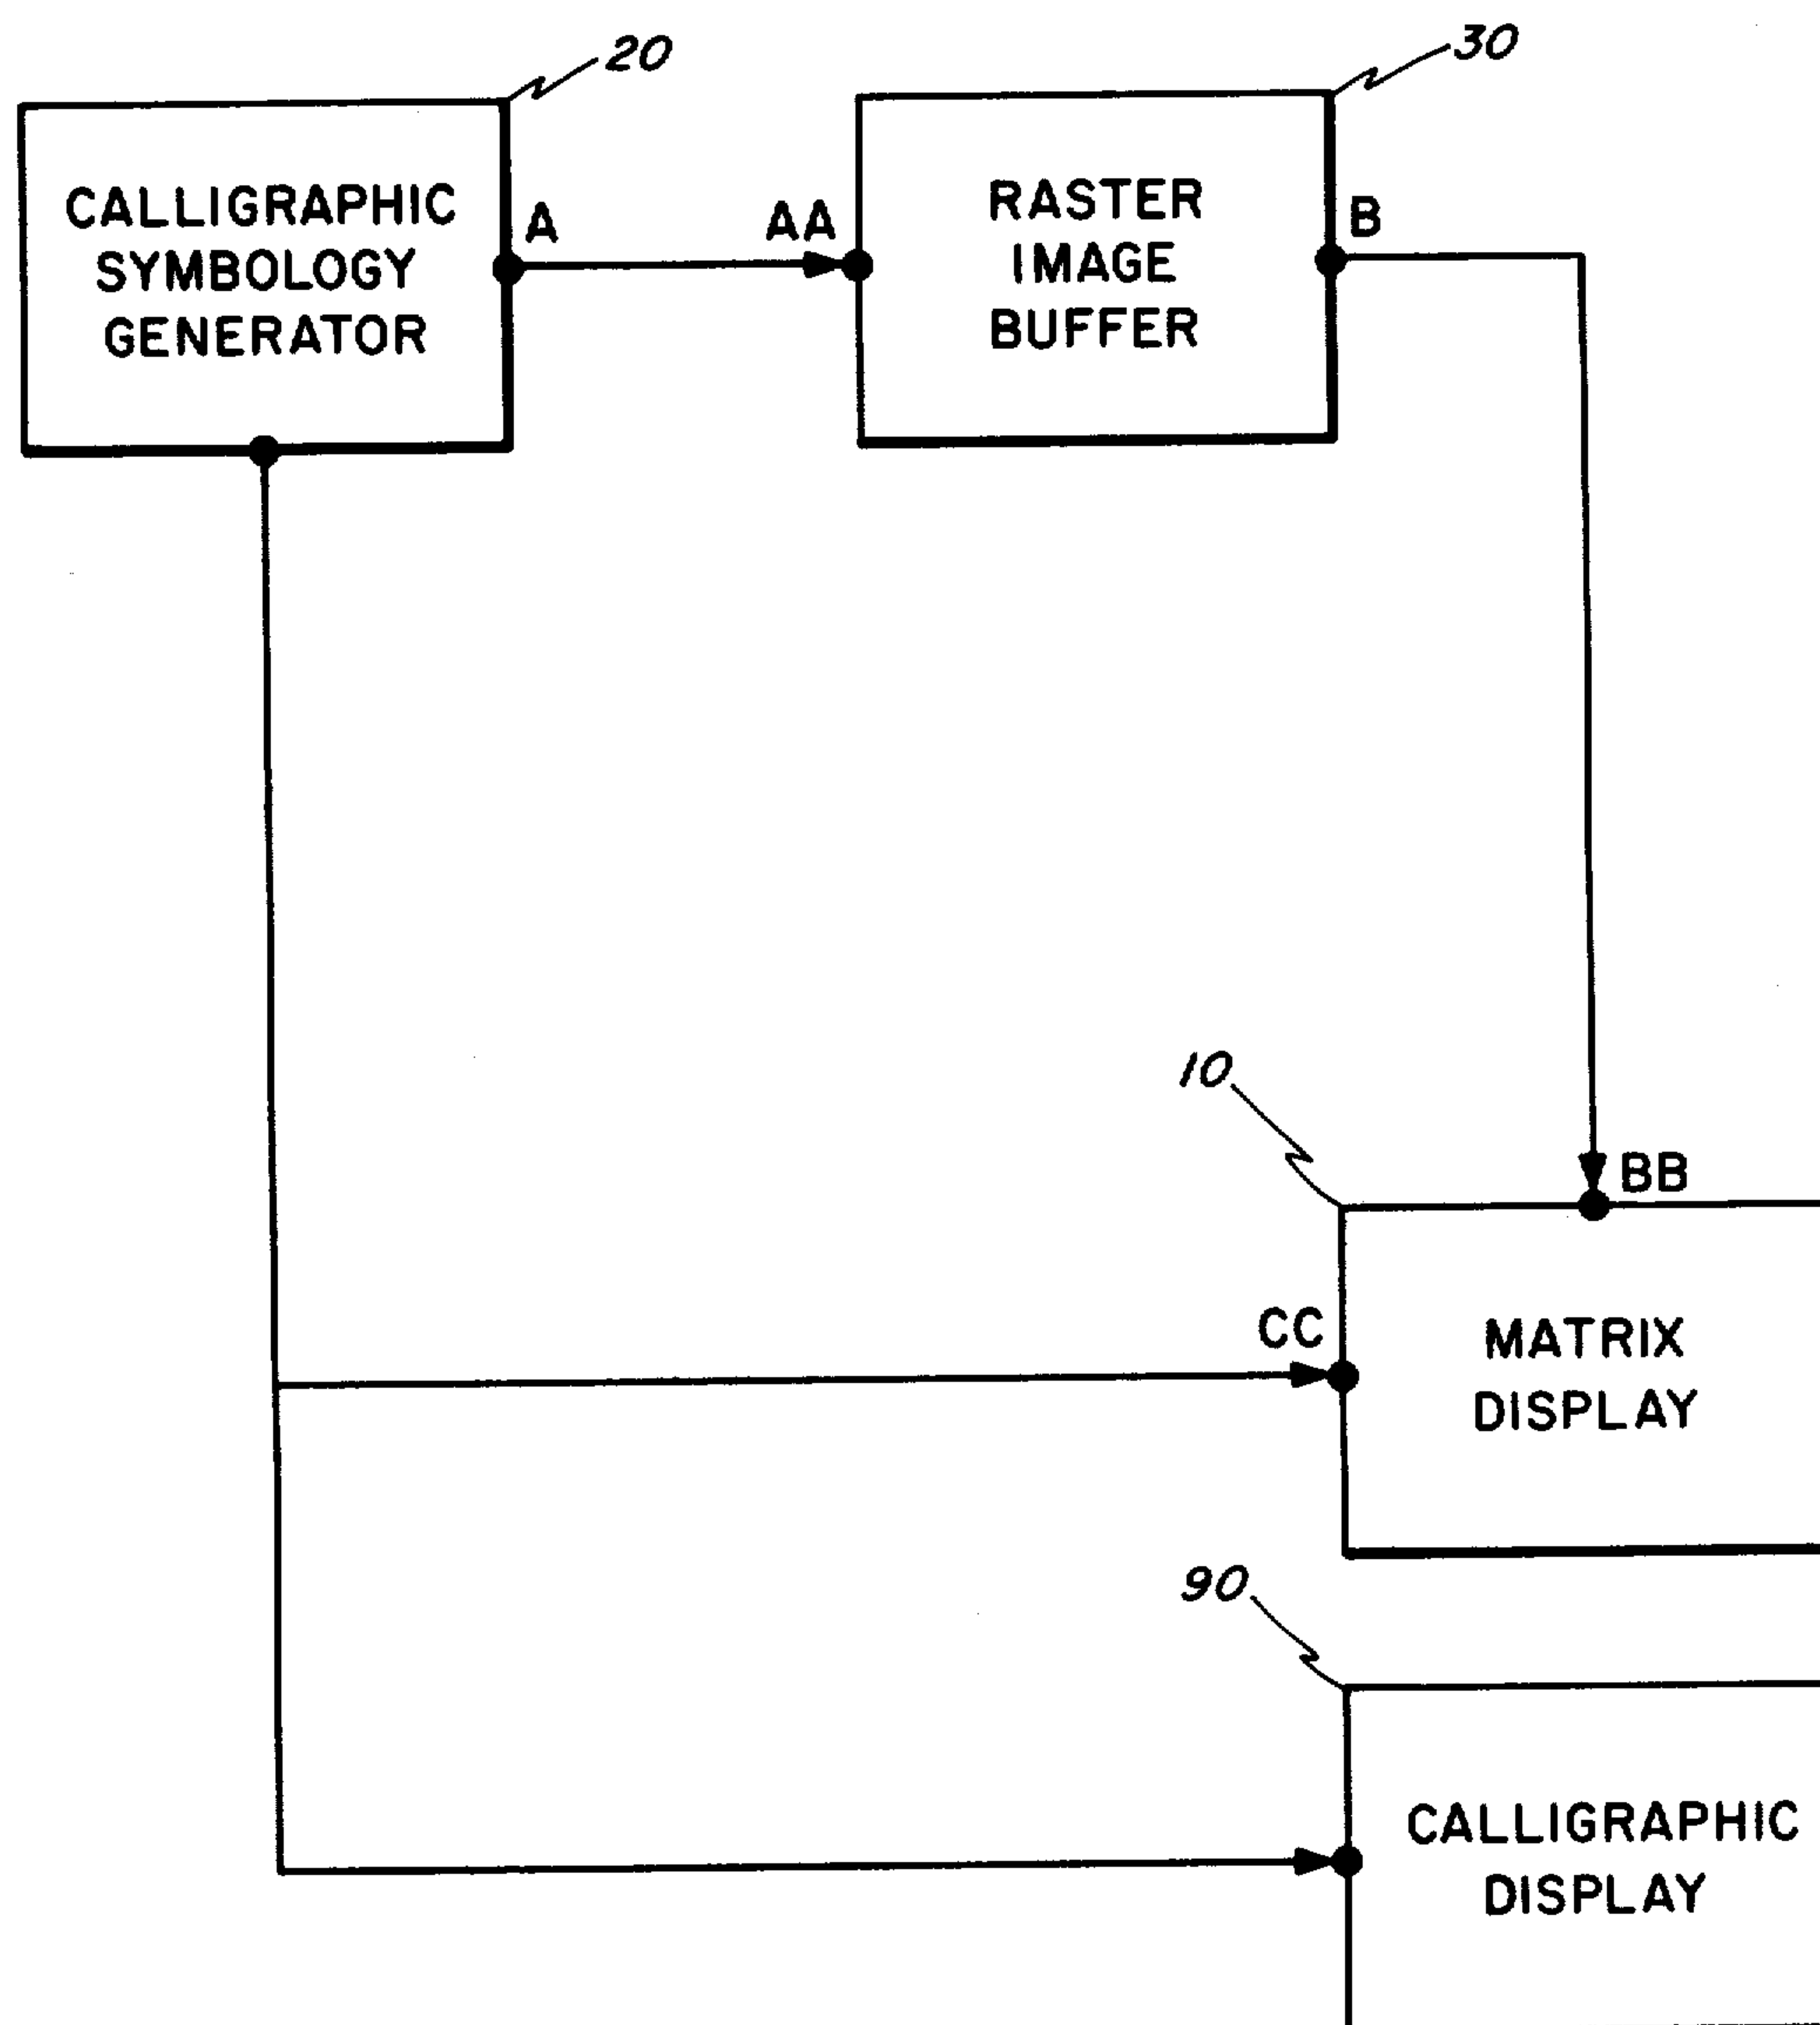 20
30
CALLIGRAPHIC
SYMBOLOGY
GENERATOR
A
AA
RASTER
IMAGE
BUFFER
B
10
BB
CC
MATRIX
DISPLAY
90
CALLIGRAPHIC
DISPLAY